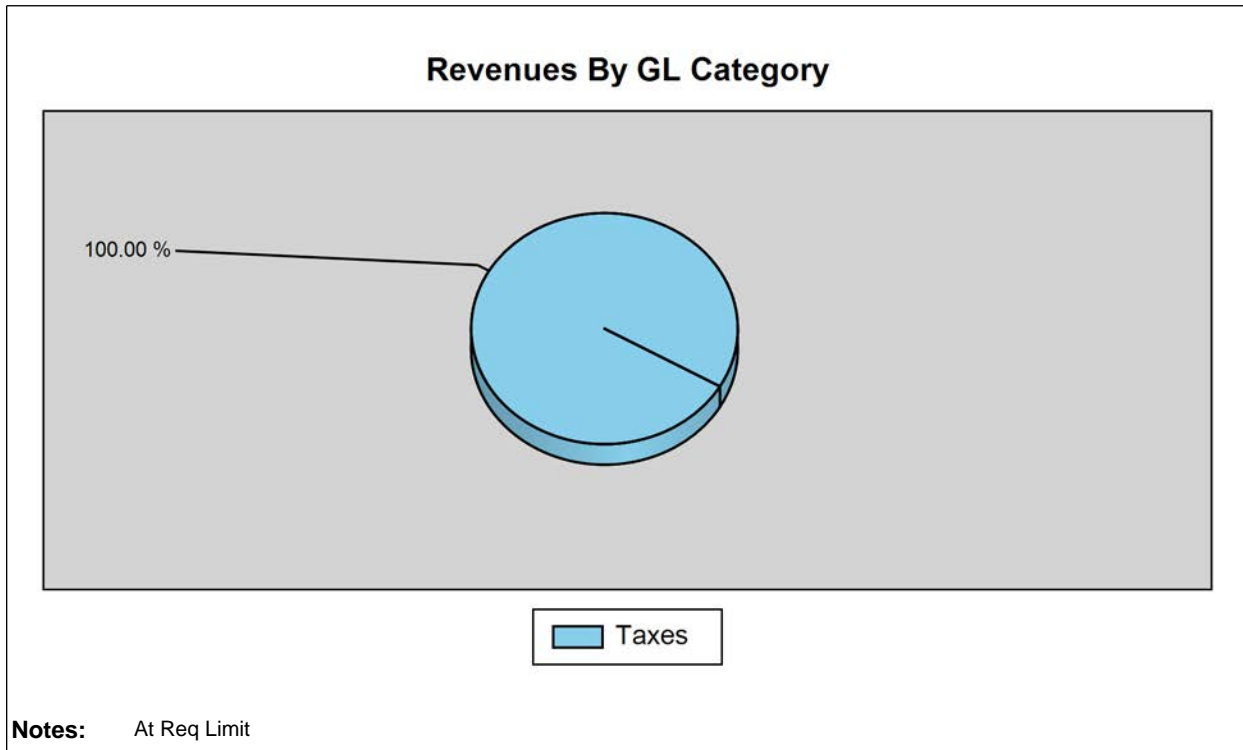 Revenues By GL Category
100.00 %
Taxes
Notes: At Req Limit